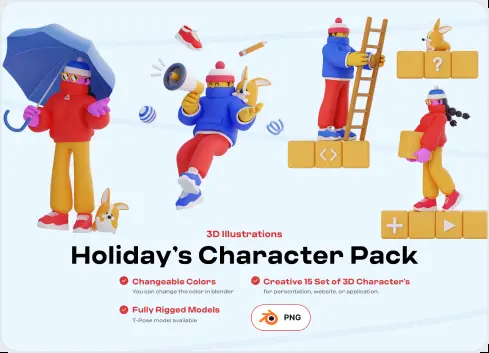 3D Illustrations
Holiday's Character Pack
Changeable Colors
You can change the color in blender
Creative 15 Set of 3D Character's
for persentation, website, or application.
Fully Rigged Models
T-Pose model available
PNG